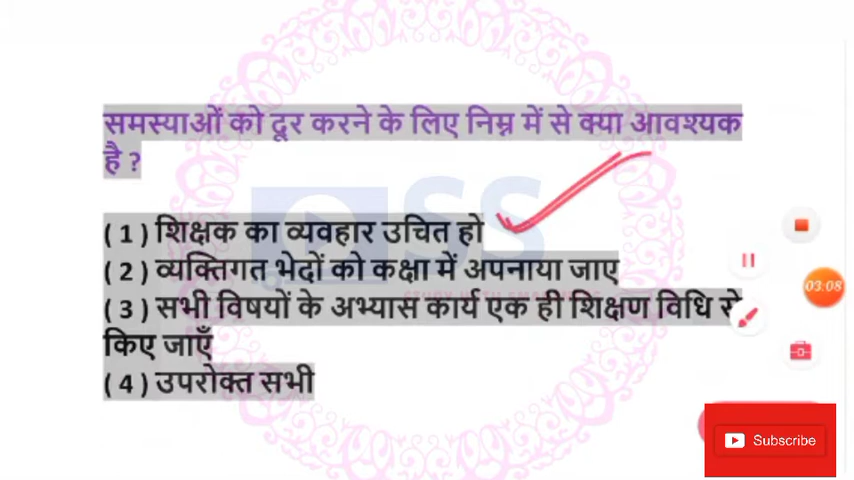 समस्याओं को दूर करने के लिए निम्न में से क्या आवश्यक
है ?
( 1 ) शिक्षक का व्यवहार उचित हो
( 2 ) व्यक्तिगत भेदों को कक्षा में अपनाया जाए
( 3 ) सभी विषयों के अभ्यास कार्य एक ही शिक्षण विधि से
किए जाएँ
( 4 ) उपरोक्त सभी
SS
03:08
Subscribe